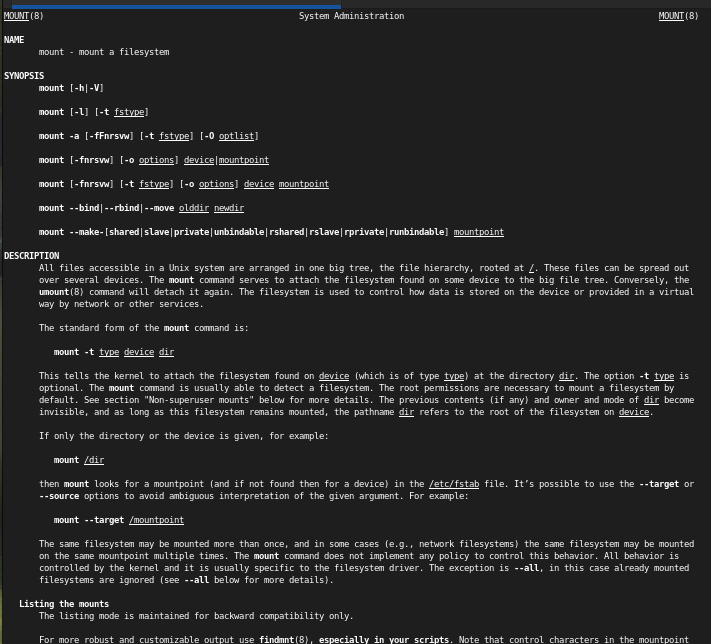 MOUNT(8) System Administration MOUNT(8)
NAME
mount - mount a filesystem
SYNOPSIS
mount [-h|-V]
mount [-l] [-t fstype]
mount -a [-fFnrsvw] [-t fstype] [-O optlist]
mount [-fnrsvw] [-o options] device|mountpoint
mount [-fnrsvw] [-t fstype] [-o options] device mountpoint
mount --bind|--rbind|--move olddir newdir
mount --make-[shared|slave|private|unbindable|rshared|rslave|rprivate|runbindable] mountpoint
DESCRIPTION
All files accessible in a Unix system are arranged in one big tree, the file hierarchy, rooted at /. These files can be spread out
over several devices. The mount command serves to attach the filesystem found on some device to the big file tree. Conversely, the
umount(8) command will detach it again. The filesystem is used to control how data is stored on the device or provided in a virtual
way by network or other services.
The standard form of the mount command is:
mount -t type device dir
This tells the kernel to attach the filesystem found on device (which is of type type) at the directory dir. The option -t type is
optional. The mount command is usually able to detect a filesystem. The root permissions are necessary to mount a filesystem by
default. See section "Non-superuser mounts" below for more details. The previous contents (if any) and owner and mode of dir become
invisible, and as long as this filesystem remains mounted, the pathname dir refers to the root of the filesystem on device.
If only the directory or the device is given, for example:
mount /dir
then mount looks for a mountpoint (and if not found then for a device) in the /etc/fstab file. It’s possible to use the --target or
--source options to avoid ambiguous interpretation of the given argument. For example:
mount --target /mountpoint
The same filesystem may be mounted more than once, and in some cases (e.g., network filesystems) the same filesystem may be mounted
on the same mountpoint multiple times. The mount command does not implement any policy to control this behavior. All behavior is
controlled by the kernel and it is usually specific to the filesystem driver. The exception is --all, in this case already mounted
filesystems are ignored (see --all below for more details).
Listing the mounts
The listing mode is maintained for backward compatibility only.
For more robust and customizable output use findmnt(8), especially in your scripts. Note that control characters in the mountpoint